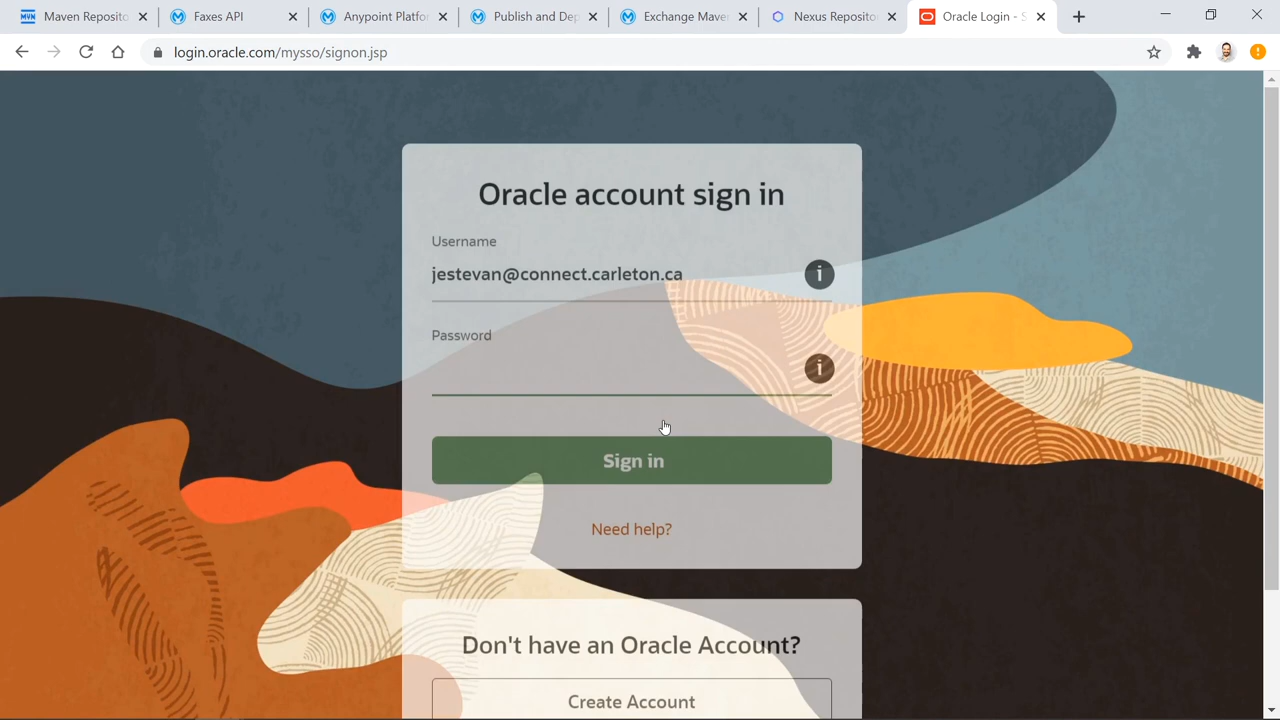 Maven Reposito
Faxes API
Anypoint Platfor
Publish and Dep
Exchange Maven
Nexus Repositor
Oracle Login - S
login.oracle.com/mysso/signon.jsp
Oracle account sign in
Username
jestevan@connect.carleton.ca
i
Password
i
Sign in
Need help?
Don't have an Oracle Account?
Create Account